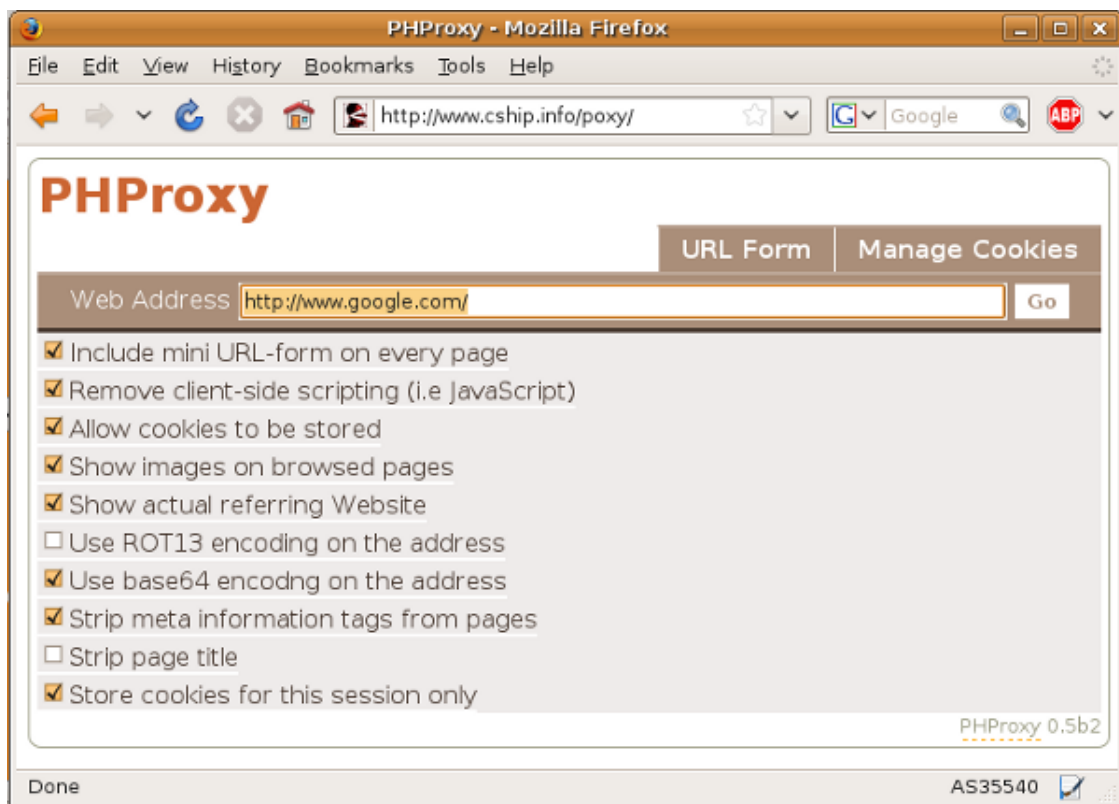 PHProxy - Mozilla Firefox
File Edit View History Bookmarks Tools Help
http://www.cship.info/poxy/ G Google ABP
PHProxy
URL Form Manage Cookies
Web Address http://www.google.com/ Go
Include mini URL-form on every page
Remove client-side scripting (i.e JavaScript)
Allow cookies to be stored
Show images on browsed pages
Show actual referring Website
Use ROT13 encoding on the address
Use base64 encodng on the address
Strip meta information tags from pages
Strip page title
Store cookies for this session only
PHProxy 0.5b2
Done AS35540